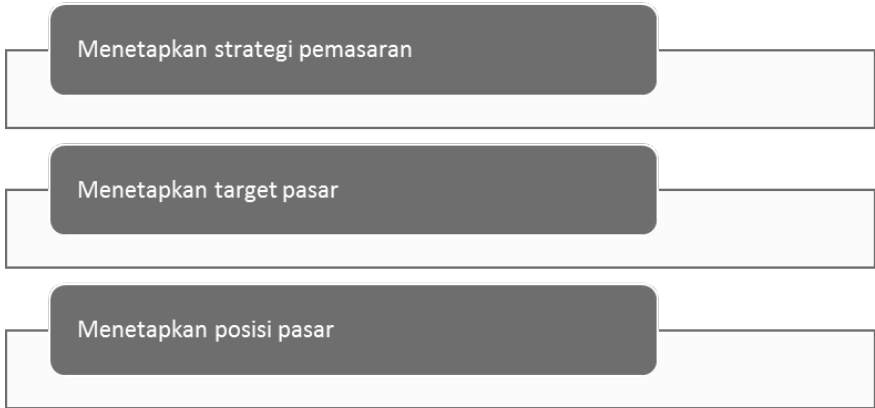 Menetapkan strategi pemasaran
Menetapkan target pasar
Menetapkan posisi pasar